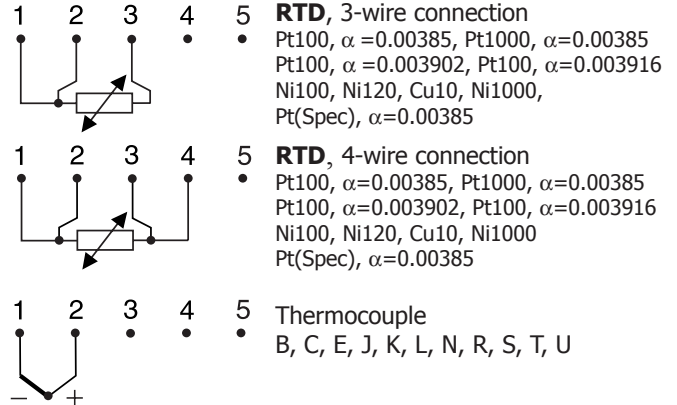 1 2 3 4 5
RTD, 3-wire connection
Pt100, α =0.00385, Pt1000, α=0.00385
Pt100, α =0.003902, Pt100, α=0.003916
Ni100, Ni120, Cu10, Ni1000,
Pt(Spec), α=0.00385
1 2 3 4 5
RTD, 4-wire connection
Pt100, α=0.00385, Pt1000, α=0.00385
Pt100, α=0.003902, Pt100, α=0.003916
Ni100, Ni120, Cu10, Ni1000
Pt(Spec), α=0.00385
1 2 3 4 5
Thermocouple
B, C, E, J, K, L, N, R, S, T, U
− +